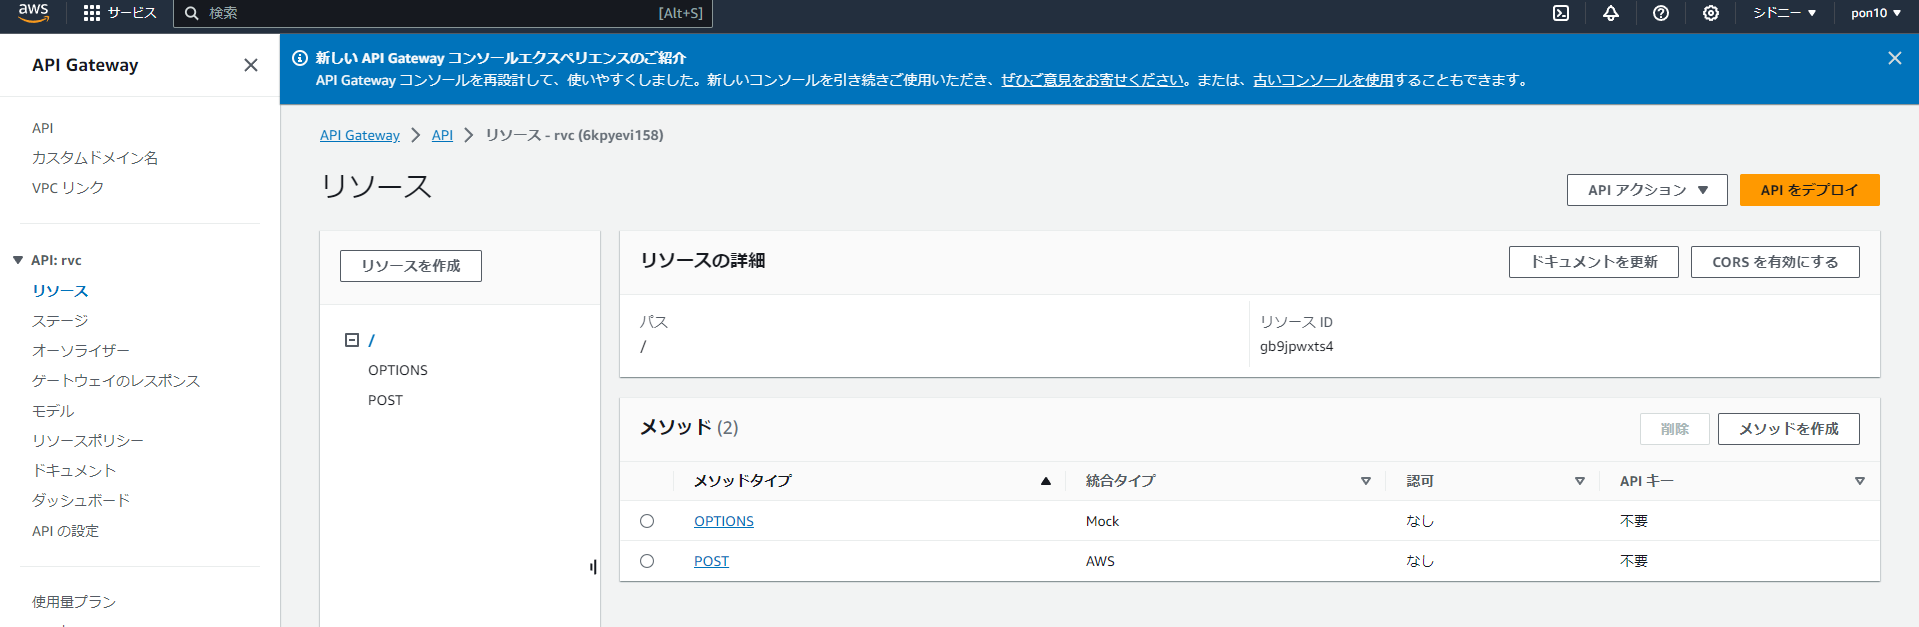 aws サービス 検索 [Alt+S] シドニー pon10
API Gateway
新しい API Gateway コンソールエクスペリエンスのご紹介
API Gateway コンソールを再設計して、使いやすくしました。新しいコンソールを引き続きご使用いただき、ぜひご意見をお寄せください。または、古いコンソールを使用することもできます。
API
カスタムドメイン名
VPC リンク
API: rvc
リソース
ステージ
オーソライザー
ゲートウェイのレスポンス
モデル
リソースポリシー
ドキュメント
ダッシュボード
API の設定
使用量プラン
API Gateway API リソース - rvc (6kpyevi158)
リソース
API アクション API をデプロイ
リソースを作成
/
OPTIONS
POST
リソースの詳細 ドキュメントを更新 CORS を有効にする
パス リソース ID
/ gb9jpwxts4
メソッド (2) 削除 メソッドを作成
メソッドタイプ 統合タイプ 認可 API キー
OPTIONS Mock なし 不要
POST AWS なし 不要